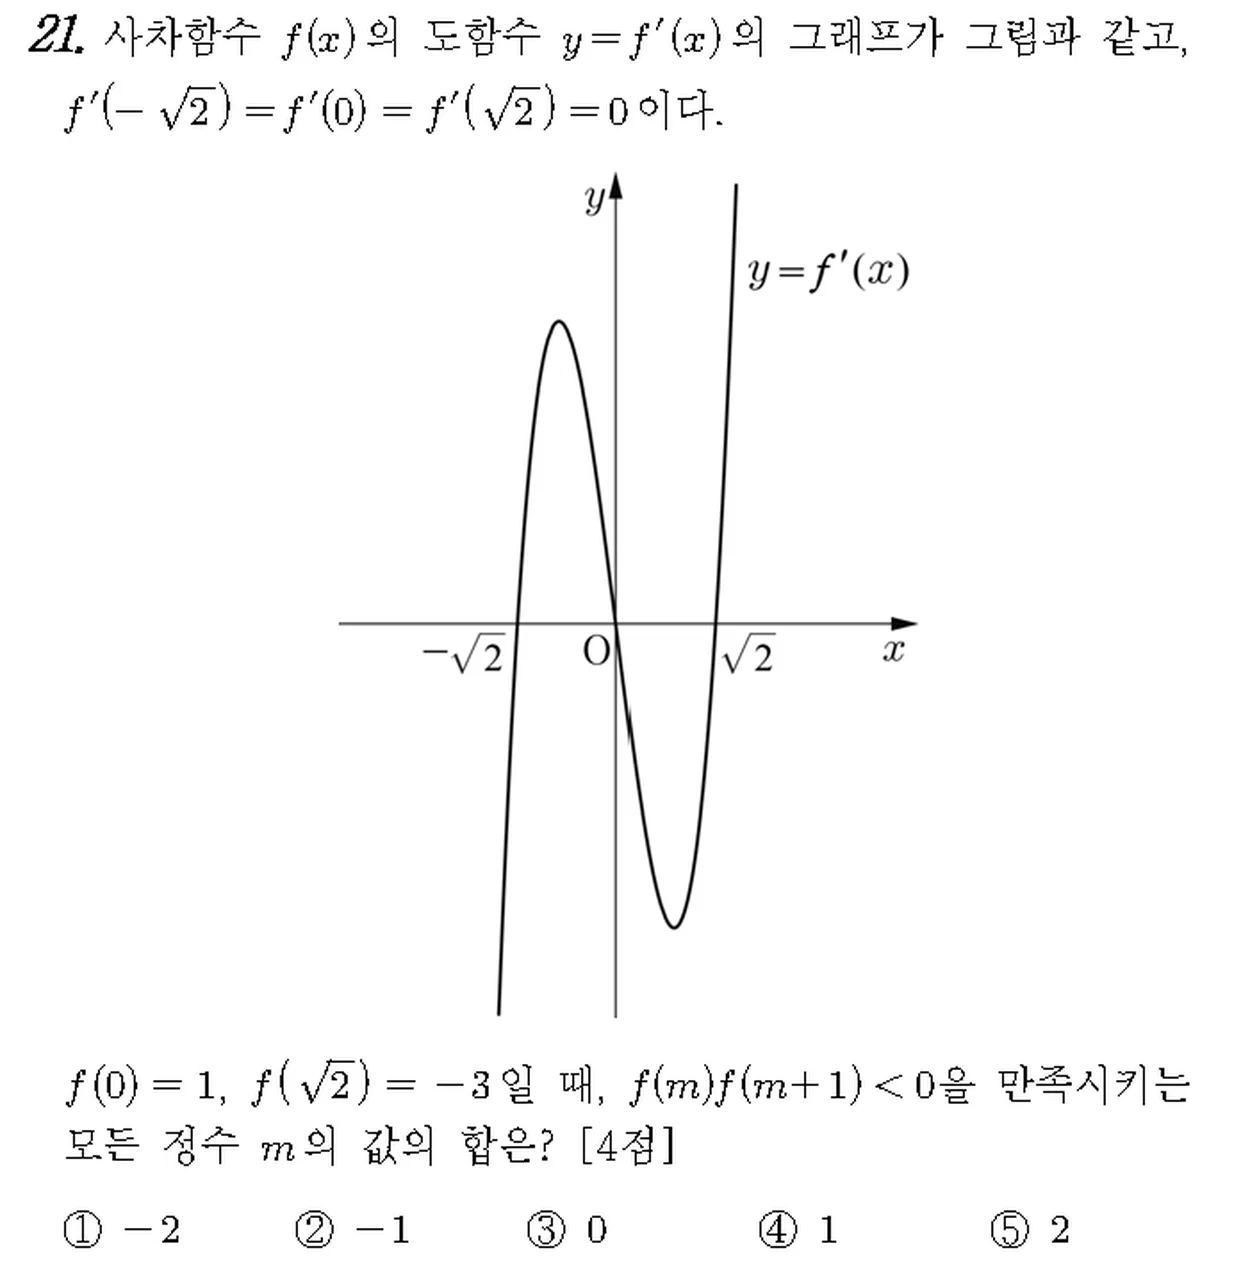 21. 사차함수 f(x)의 도함수 y=f′(x)의 그래프가 그림과 같고,
f′(−√2)=f′(0)=f′(√2)=0이다.
y
y=f′(x)
−√2 O √2 x
f(0)=1, f(√2)=−3일 때, f(m)f(m+1)<0을 만족시키는
모든 정수 m의 값의 합은? [4점]
① −2 ② −1 ③ 0 ④ 1 ⑤ 2